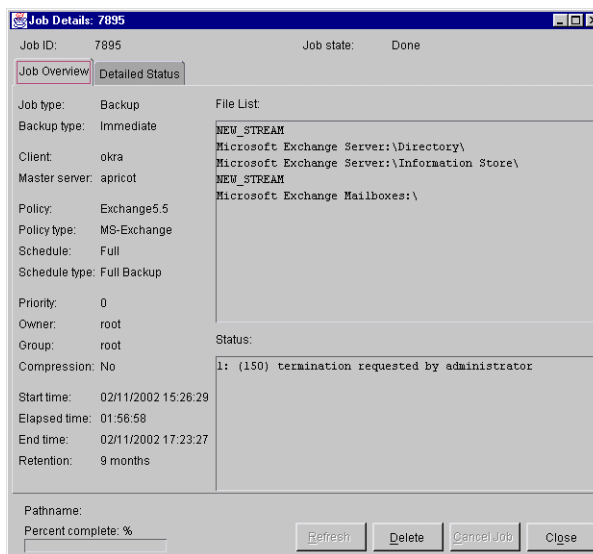 Job Details: 7895
Job ID: 7895 Job state: Done
Job Overview Detailed Status
Job type: Backup
Backup type: Immediate
Client: okra
Master server: apricot
Policy: Exchange5.5
Policy type: MS-Exchange
Schedule: Full
Schedule type: Full Backup
Priority: 0
Owner: root
Group: root
Compression: No
Start time: 02/11/2002 15:26:29
Elapsed time: 01:56:58
End time: 02/11/2002 17:23:27
Retention: 9 months
File List:
NEW_STREAM
Microsoft Exchange Server:\Directory\
Microsoft Exchange Server:\Information Store\
NEW_STREAM
Microsoft Exchange Mailboxes:\
Status:
1: (150) termination requested by administrator
Pathname:
Percent complete: %
Refresh Delete Cancel Job Close